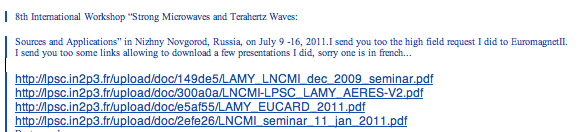 8th International Workshop “Strong Microwaves and Terahertz Waves:
Sources and Applications” in Nizhny Novgorod, Russia, on July 9 -16, 2011.I send you too the high field request I did to EuromagnetII.
I send you too some links allowing to download a few presentations I did, sorry one is in french...
http://lpsc.in2p3.fr/upload/doc/149de5/LAMY_LNCMI_dec_2009_seminar.pdf
http://lpsc.in2p3.fr/upload/doc/300a0a/LNCMI-LPSC_LAMY_AERES-V2.pdf
http://lpsc.in2p3.fr/upload/doc/e5af55/LAMY_EUCARD_2011.pdf
http://lpsc.in2p3.fr/upload/doc/2efe26/LNCMI_seminar_11_jan_2011.pdf